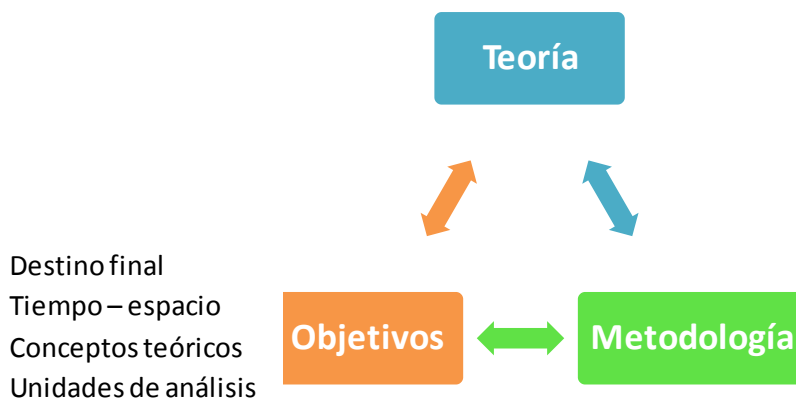 Teoría
Destino final
Tiempo – espacio
Conceptos teóricos
Unidades de análisis
Objetivos
Metodología